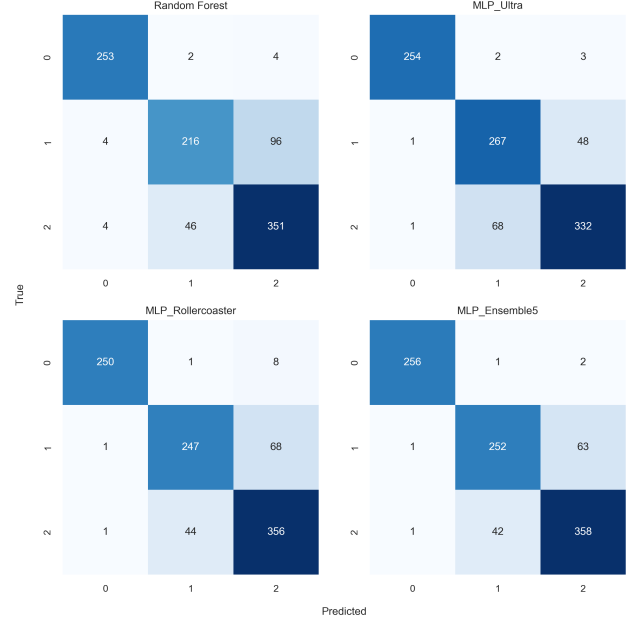 Random Forest
MLP_Ultra
0 253 2 4
0 254 2 3
1 4 216 96
1 1 267 48
2 4 46 351
2 1 68 332
0 1 2
0 1 2
True
MLP_Rollercoaster
MLP_Ensemble5
0 250 1 8
0 256 1 2
1 1 247 68
1 1 252 63
2 1 44 356
2 1 42 358
0 1 2
0 1 2
Predicted